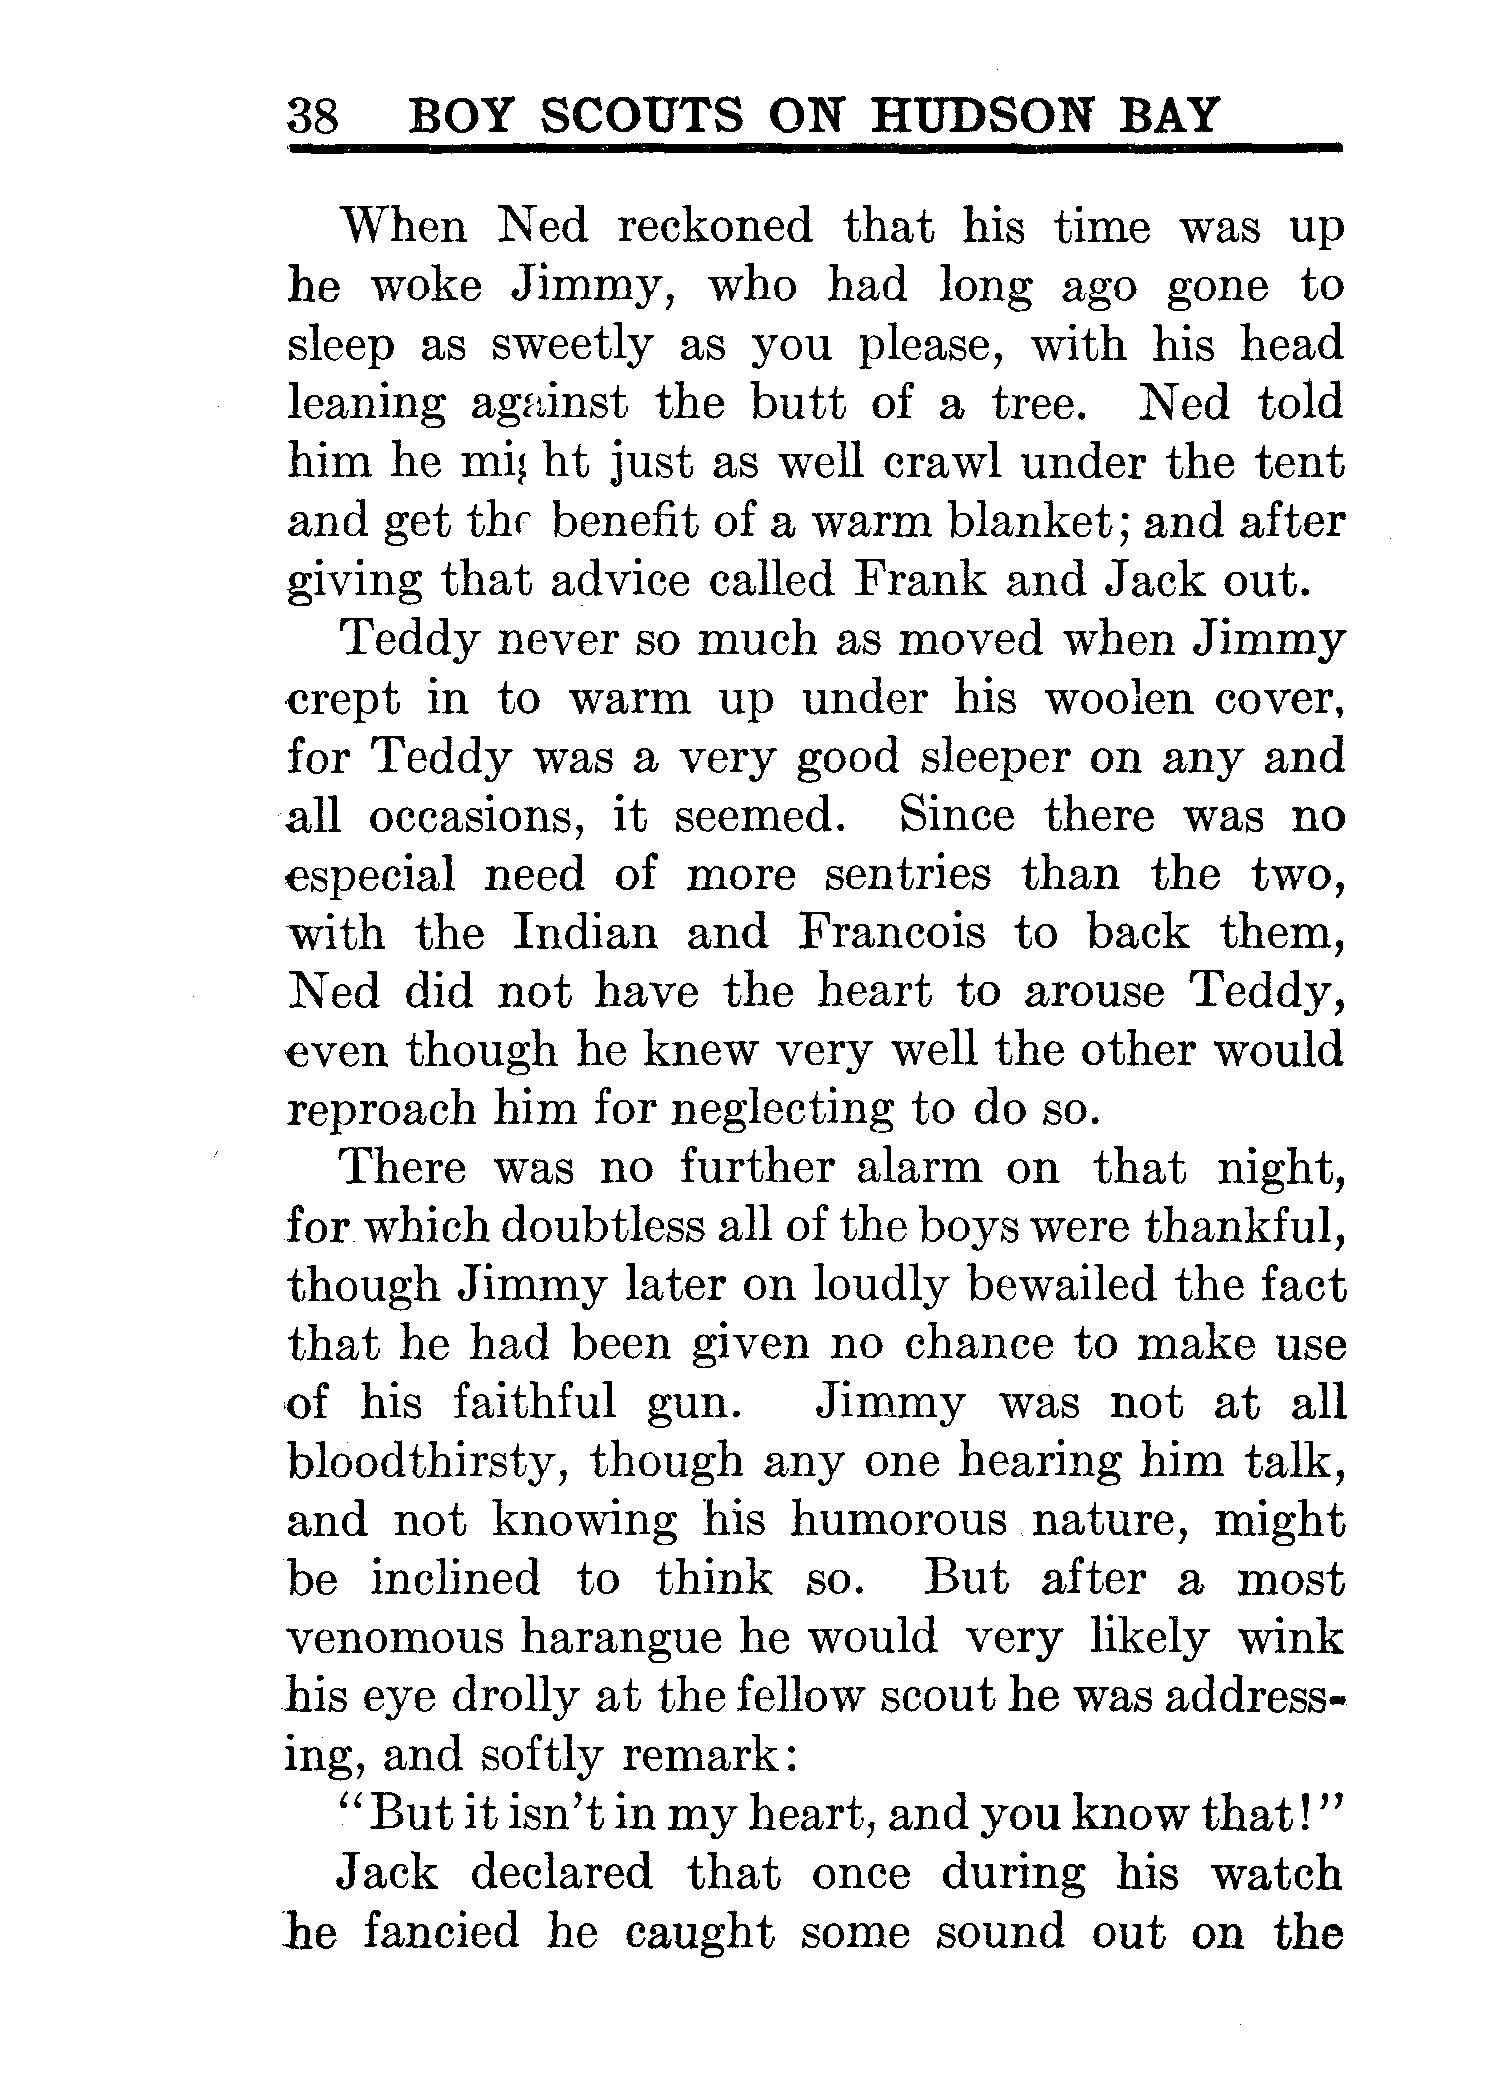 38 BOY SCOUTS ON HUDSON BAY
When Ned reckoned that his time was up
he woke Jimmy, who had long ago gone to
sleep as sweetly as you please, with his head
leaning against the butt of a tree. Ned told
him he might just as well crawl under the tent
and get the benefit of a warm blanket; and after
giving that advice called Frank and Jack out.
Teddy never so much as moved when Jimmy
crept in to warm up under his woolen cover,
for Teddy was a very good sleeper on any and
all occasions, it seemed. Since there was no
especial need of more sentries than the two,
with the Indian and Francois to back them,
Ned did not have the heart to arouse Teddy,
even though he knew very well the other would
reproach him for neglecting to do so.
There was no further alarm on that night,
for which doubtless all of the boys were thankful,
though Jimmy later on loudly bewailed the fact
that he had been given no chance to make use
of his faithful gun. Jimmy was not at all
bloodthirsty, though any one hearing him talk,
and not knowing his humorous nature, might
be inclined to think so. But after a most
venomous harangue he would very likely wink
his eye drolly at the fellow scout he was address-
ing, and softly remark:
"But it isn't in my heart, and you know that!"
Jack declared that once during his watch
he fancied he caught some sound out on the